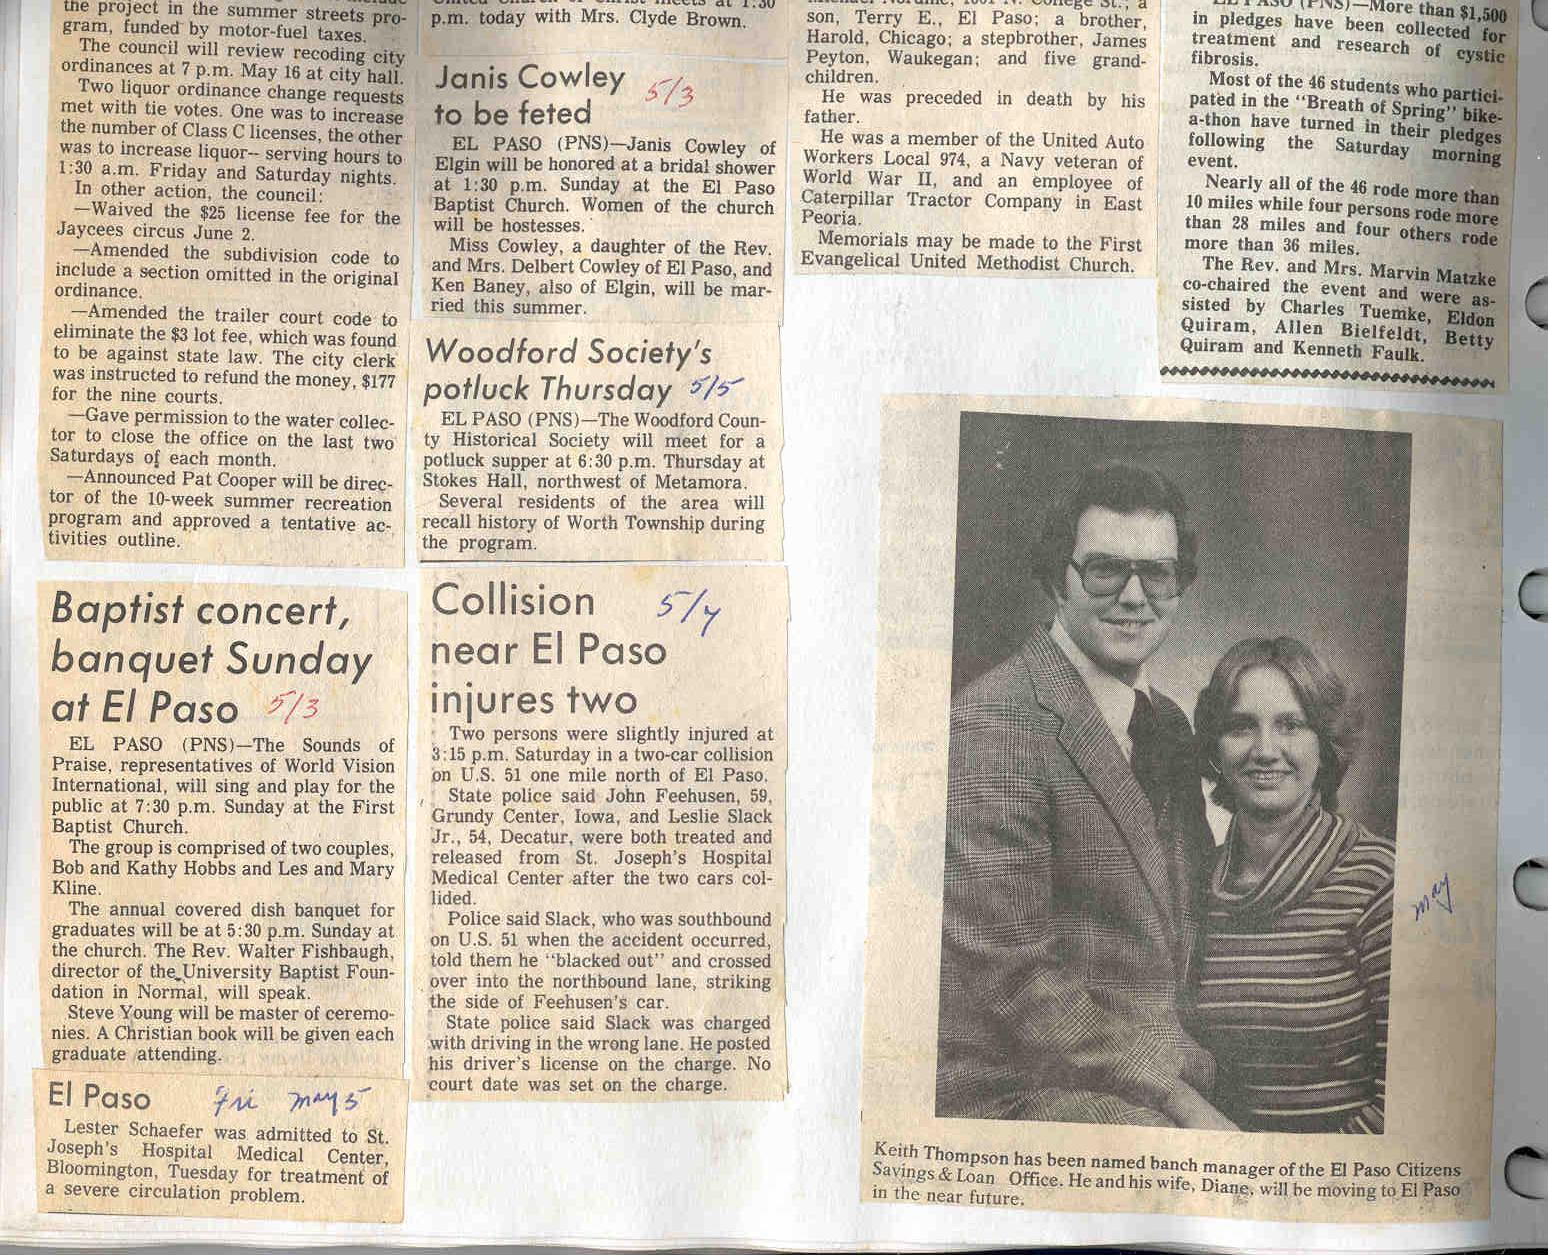 the project in the summer streets pro-
gram, funded by motor-fuel taxes.
The council will review recoding city
ordinances at 7 p.m. May 16 at city hall.
Two liquor ordinance change requests
met with tie votes. One was to increase
the number of Class C licenses, the other
was to increase liquor-- serving hours to
1:30 a.m. Friday and Saturday nights.
In other action, the council:
—Waived the $25 license fee for the
Jaycees circus June 2.
—Amended the subdivision code to
include a section omitted in the original
ordinance.
—Amended the trailer court code to
eliminate the $3 lot fee, which was found
to be against state law. The city clerk
was instructed to refund the money, $177
for the nine courts.
—Gave permission to the water collec-
tor to close the office on the last two
Saturdays of each month.
—Announced Pat Cooper will be direc-
tor of the 10-week summer recreation
program and approved a tentative ac-
tivities outline.
Baptist concert,
banquet Sunday
at El Paso 5/3
EL PASO (PNS)—The Sounds of
Praise, representatives of World Vision
International, will sing and play for the
public at 7:30 p.m. Sunday at the First
Baptist Church.
The group is comprised of two couples,
Bob and Kathy Hobbs and Les and Mary
Kline.
The annual covered dish banquet for
graduates will be at 5:30 p.m. Sunday at
the church. The Rev. Walter Fishbaugh,
director of the University Baptist Foun-
dation in Normal, will speak.
Steve Young will be master of ceremo-
nies. A Christian book will be given each
graduate attending.
El Paso Fri May 5
Lester Schaefer was admitted to St.
Joseph's Hospital Medical Center,
Bloomington, Tuesday for treatment of
a severe circulation problem.
p.m. today with Mrs. Clyde Brown.
Janis Cowley 5/3
to be feted
EL PASO (PNS)—Janis Cowley of
Elgin will be honored at a bridal shower
at 1:30 p.m. Sunday at the El Paso
Baptist Church. Women of the church
will be hostesses.
Miss Cowley, a daughter of the Rev.
and Mrs. Delbert Cowley of El Paso, and
Ken Baney, also of Elgin, will be mar-
ried this summer.
Woodford Society's
potluck Thursday 5/5
EL PASO (PNS)—The Woodford Coun-
ty Historical Society will meet for a
potluck supper at 6:30 p.m. Thursday at
Stokes Hall, northwest of Metamora.
Several residents of the area will
recall history of Worth Township during
the program.
Collision 5/4
near El Paso
injures two
Two persons were slightly injured at
3:15 p.m. Saturday in a two-car collision
on U.S. 51 one mile north of El Paso.
State police said John Feehusen, 59,
Grundy Center, Iowa, and Leslie Slack
Jr., 54, Decatur, were both treated and
released from St. Joseph's Hospital
Medical Center after the two cars col-
lided.
Police said Slack, who was southbound
on U.S. 51 when the accident occurred,
told them he "blacked out" and crossed
over into the northbound lane, striking
the side of Feehusen's car.
State police said Slack was charged
with driving in the wrong lane. He posted
his driver's license on the charge. No
court date was set on the charge.
son, Terry E., El Paso; a brother,
Harold, Chicago; a stepbrother, James
Peyton, Waukegan; and five grand-
children.
He was preceded in death by his
father.
He was a member of the United Auto
Workers Local 974, a Navy veteran of
World War II, and an employee of
Caterpillar Tractor Company in East
Peoria.
Memorials may be made to the First
Evangelical United Methodist Church.
EL PASO (PNS)—More than $1,500
in pledges have been collected for
treatment and research of cystic
fibrosis.
Most of the 46 students who partici-
pated in the "Breath of Spring" bike-
a-thon have turned in their pledges
following the Saturday morning
event.
Nearly all of the 46 rode more than
10 miles while four persons rode more
than 28 miles and four others rode
more than 36 miles.
The Rev. and Mrs. Marvin Matzke
co-chaired the event and were as-
sisted by Charles Tuemke, Eldon
Quiram, Allen Bielfeldt, Betty
Quiram and Kenneth Faulk.
May
Keith Thompson has been named banch manager of the El Paso Citizens
Savings & Loan Office. He and his wife, Diane, will be moving to El Paso
in the near future.